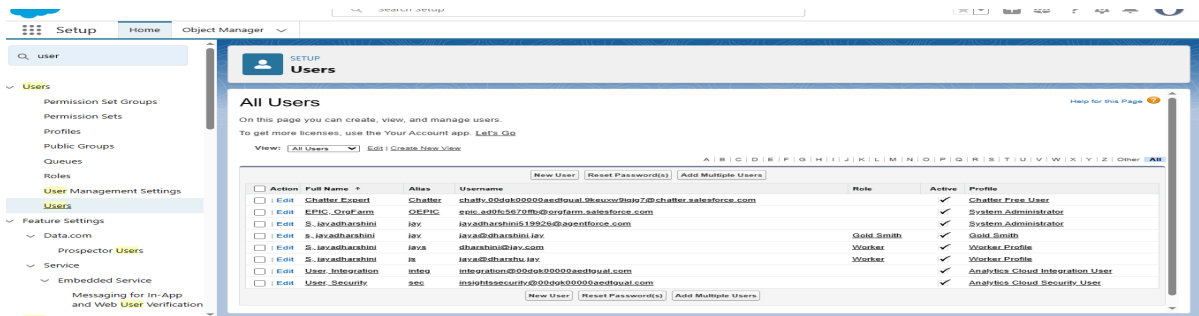 Search Setup
Setup Home Object Manager
user
Users
Permission Set Groups
Permission Sets
Profiles
Public Groups
Queues
Roles
User Management Settings
Users
Feature Settings
Data.com
Prospector Users
Service
Embedded Service
Messaging for In-App
and Web User Verification
SETUP
Users
All Users
Help for this Page ?
On this page you can create, view, and manage users.
To get more licenses, use the Your Account app. Let's Go
View: All Users Edit | Create New View
A | B | C | D | E | F | G | H | I | J | K | L | M | N | O | P | Q | R | S | T | U | V | W | X | Y | Z | Other All
New User Reset Password(s) Add Multiple Users
Action Full Name ↑ Alias Username Role Active Profile
| Edit Chatter Expert Chatter Chatter Free User
| Edit EPIC, OrgFarm OEPIC epic.ad0fc5670ffb@orgfarm.salesforce.com System Administrator
| Edit S, jayadharshini jay jayadharshini519926@agentforce.com System Administrator
| Edit s, jayadharshini jay jaya@dharshini.jay Gold Smith Gold Smith
| Edit S, jayadharshini jays dharshini@jay.com Worker Worker Profile
| Edit S, jayadharshini js jaya@dharshu.jay Worker Worker Profile
| Edit User, Integration integ integration@00dgk00000aedtgual.com Analytics Cloud Integration User
| Edit User, Security sec insightssecurity@00dgk00000aedtgual.com Analytics Cloud Security User
New User Reset Password(s) Add Multiple Users